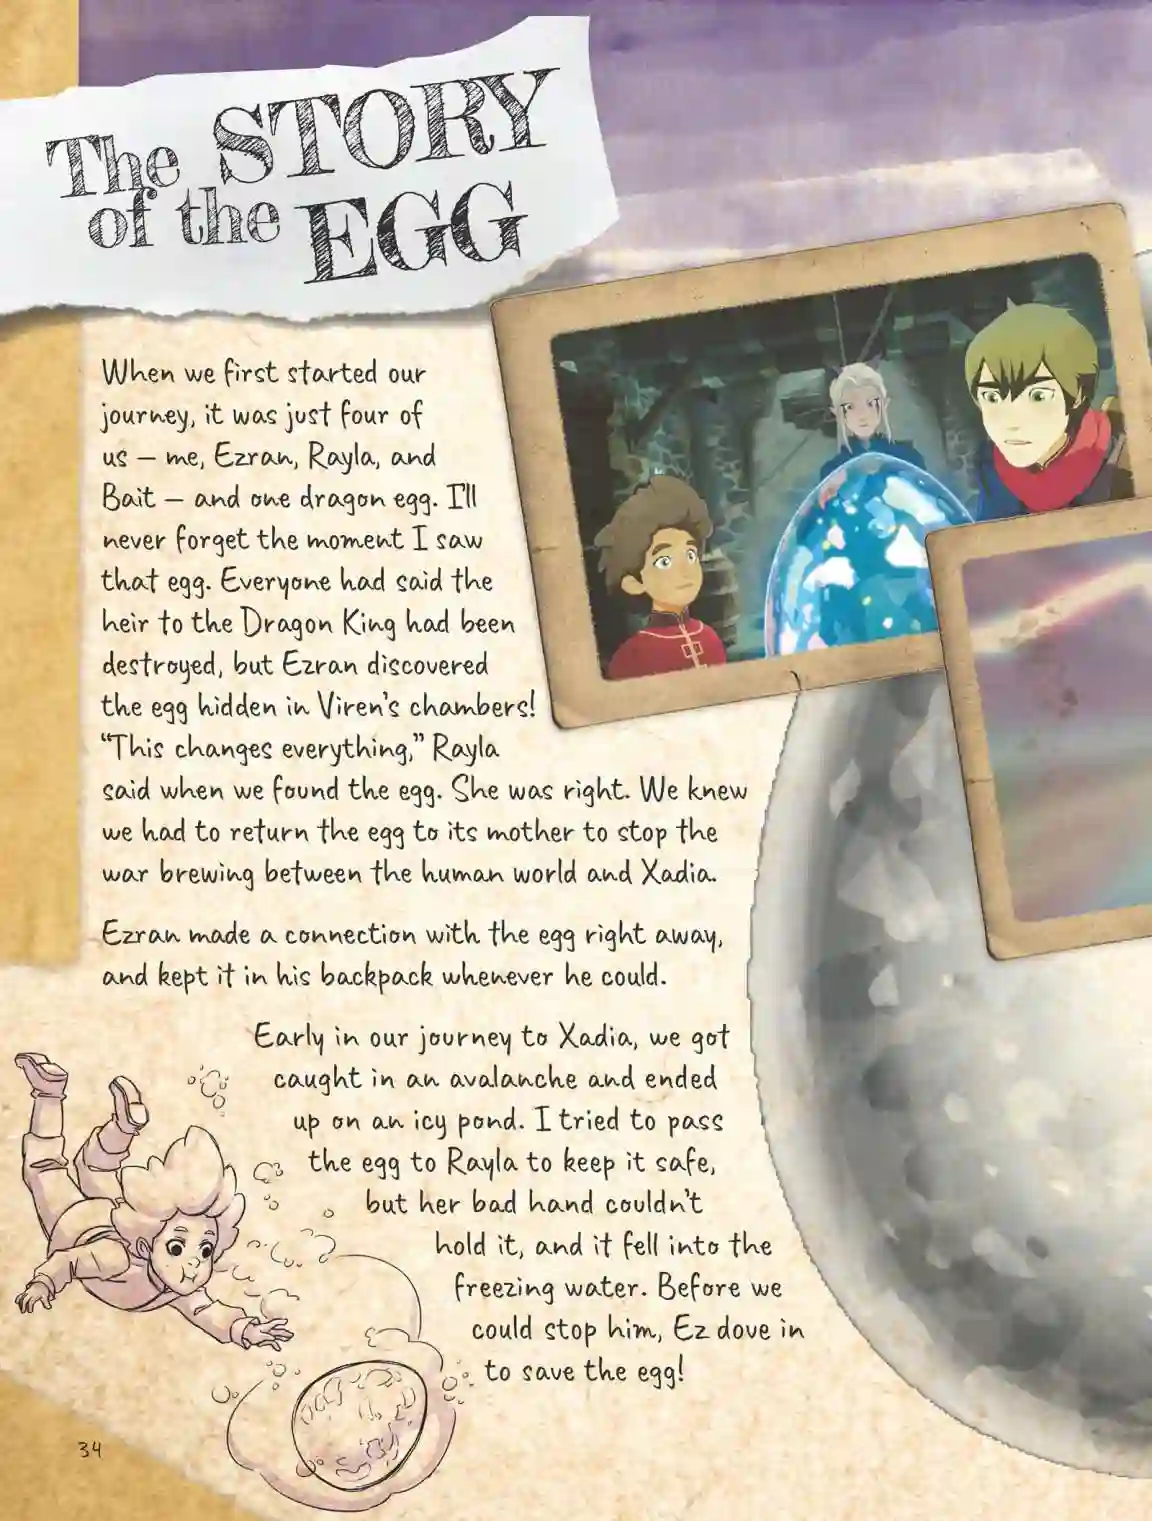 The STORY
of the EGG
When we first started our
journey, it was just four of
us – me, Ezran, Rayla, and
Bait – and one dragon egg. I'll
never forget the moment I saw
that egg. Everyone had said the
heir to the Dragon King had been
destroyed, but Ezran discovered
the egg hidden in Viren's chambers!
“This changes everything,” Rayla
said when we found the egg. She was right. We knew
we had to return the egg to its mother to stop the
war brewing between the human world and Xadia.
Ezran made a connection with the egg right away,
and kept it in his backpack whenever he could.
Early in our journey to Xadia, we got
caught in an avalanche and ended
up on an icy pond. I tried to pass
the egg to Rayla to keep it safe,
but her bad hand couldn't
hold it, and it fell into the
freezing water. Before we
could stop him, Ez dove in
to save the egg!
34